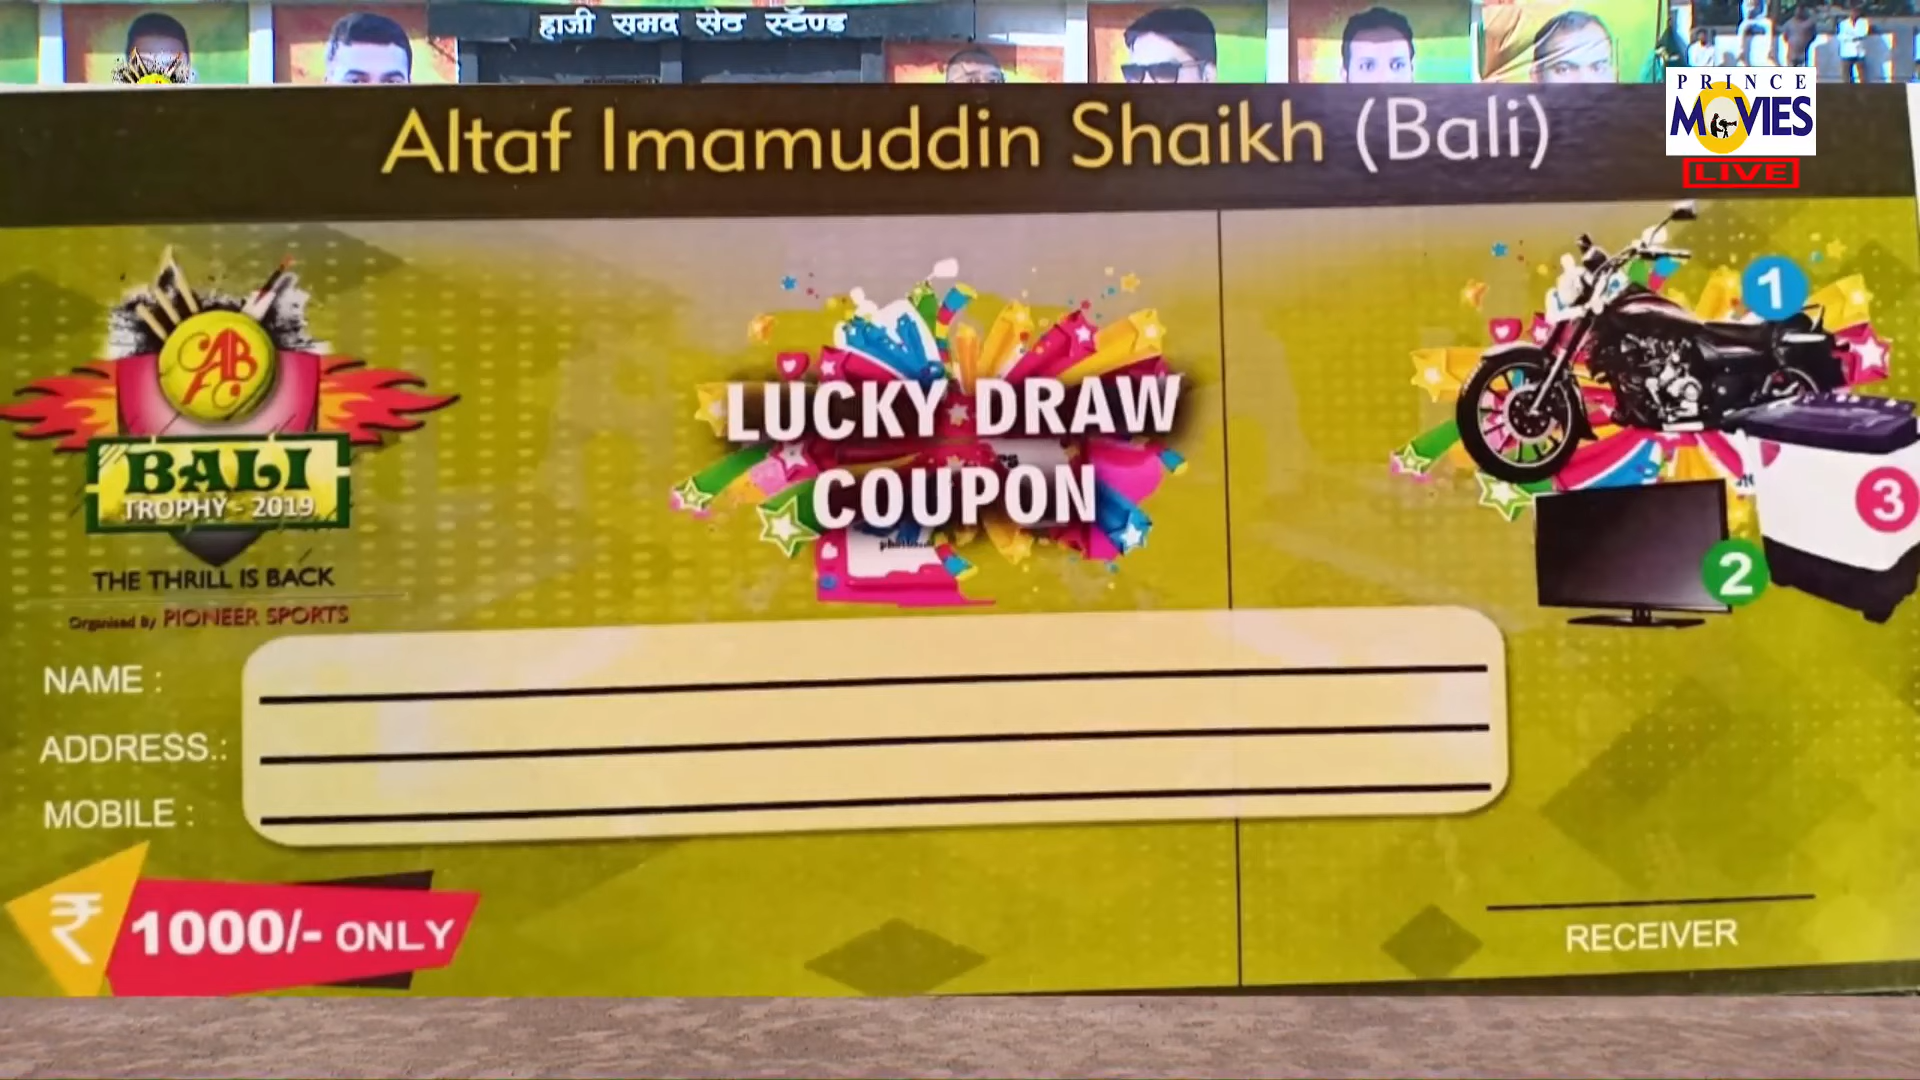 हाजी समद सेठ स्टॅण्ड
PRINCE
MOVIES
LIVE
Altaf Imamuddin Shaikh (Bali)
BALI
TROPHY - 2019
THE THRILL IS BACK
Organised By PIONEER SPORTS
LUCKY DRAW
COUPON
1
2
3
NAME :
ADDRESS.:
MOBILE :
₹ 1000/- ONLY
RECEIVER